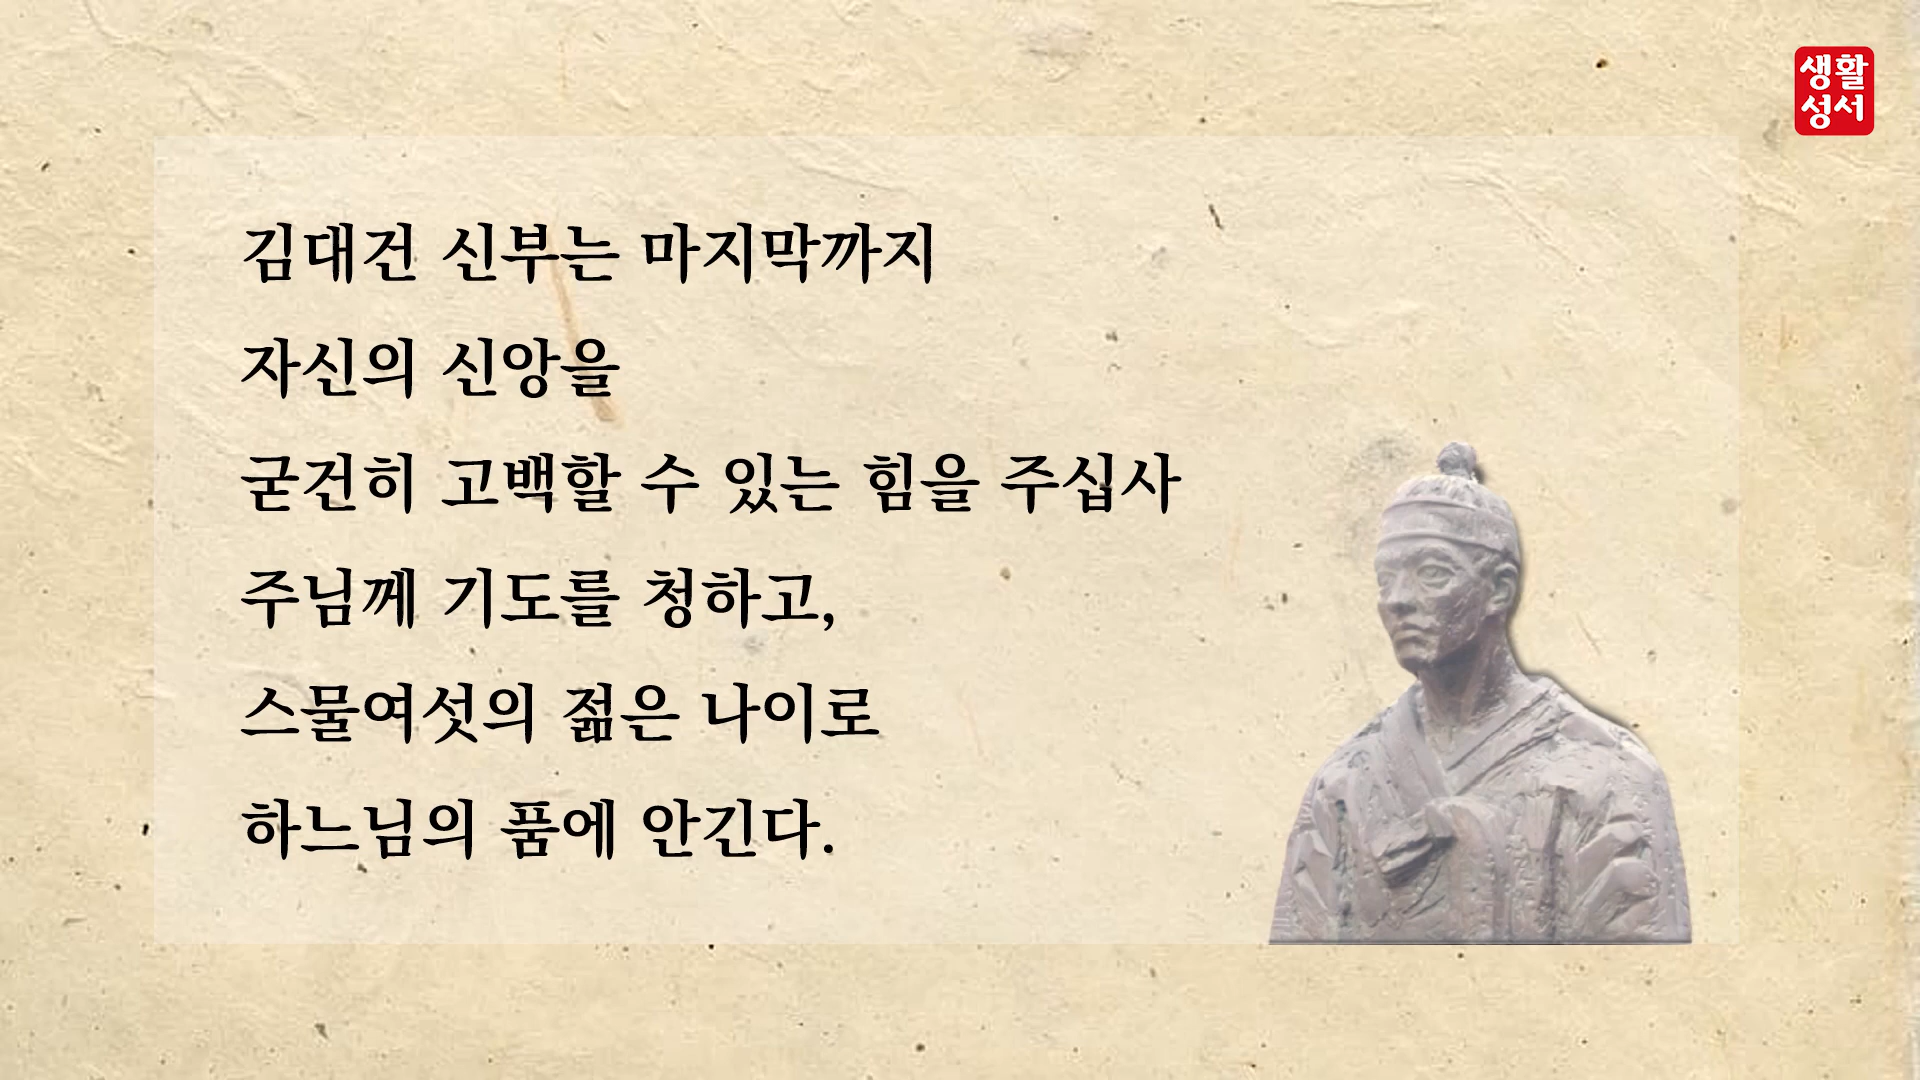 생활
성서
김대건 신부는 마지막까지
자신의 신앙을
굳건히 고백할 수 있는 힘을 주십사
주님께 기도를 청하고,
스물여섯의 젊은 나이로
하느님의 품에 안긴다.